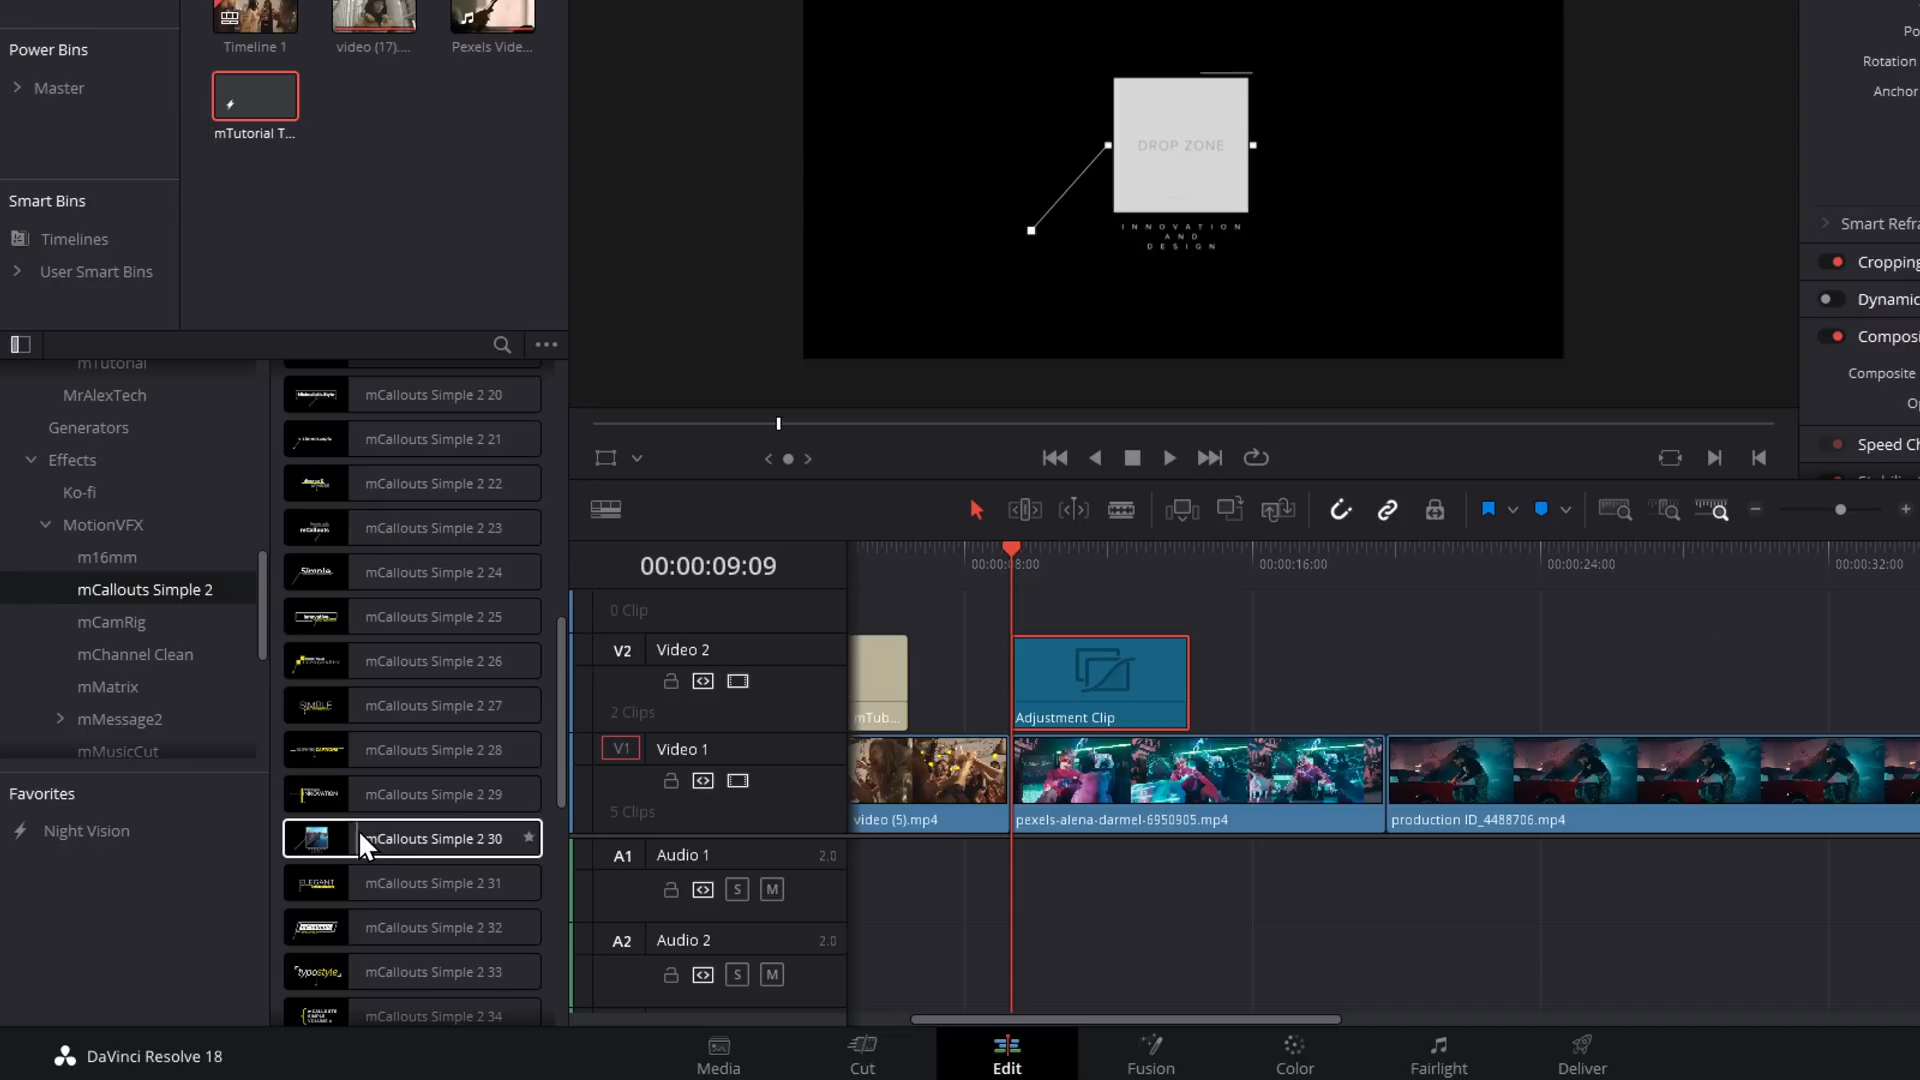 Power Bins
Master
Smart Bins
Timelines
User Smart Bins
Timeline 1
video (17)....
Pexels Vide...
mTutorial T...
DROP ZONE
INNOVATION
AND
DESIGN
Po
Rotation
Anchor
Smart Refra
Cropping
Dynamic
Composi
Composite
Op
Speed Ch
mTutorial
MrAlexTech
Generators
Effects
Ko-fi
MotionVFX
m16mm
mCallouts Simple 2
mCamRig
mChannel Clean
mMatrix
mMessage2
mMusicCut
Favorites
Night Vision
mCallouts Simple 2 20
mCallouts Simple 2 21
mCallouts Simple 2 22
mCallouts Simple 2 23
mCallouts Simple 2 24
mCallouts Simple 2 25
mCallouts Simple 2 26
mCallouts Simple 2 27
mCallouts Simple 2 28
mCallouts Simple 2 29
mCallouts Simple 2 30
mCallouts Simple 2 31
mCallouts Simple 2 32
mCallouts Simple 2 33
mCallouts Simple 2 34
00:00:09:09
00:00:08:00
00:00:16:00
00:00:24:00
00:00:32:00
0 Clip
V2 Video 2
2 Clips
mTub...
Adjustment Clip
V1 Video 1
5 Clips
video (5).mp4
pexels-alena-darmel-6950905.mp4
production ID_4488706.mp4
A1 Audio 1 2.0
S M
A2 Audio 2 2.0
S M
DaVinci Resolve 18
Media
Cut
Edit
Fusion
Color
Fairlight
Deliver